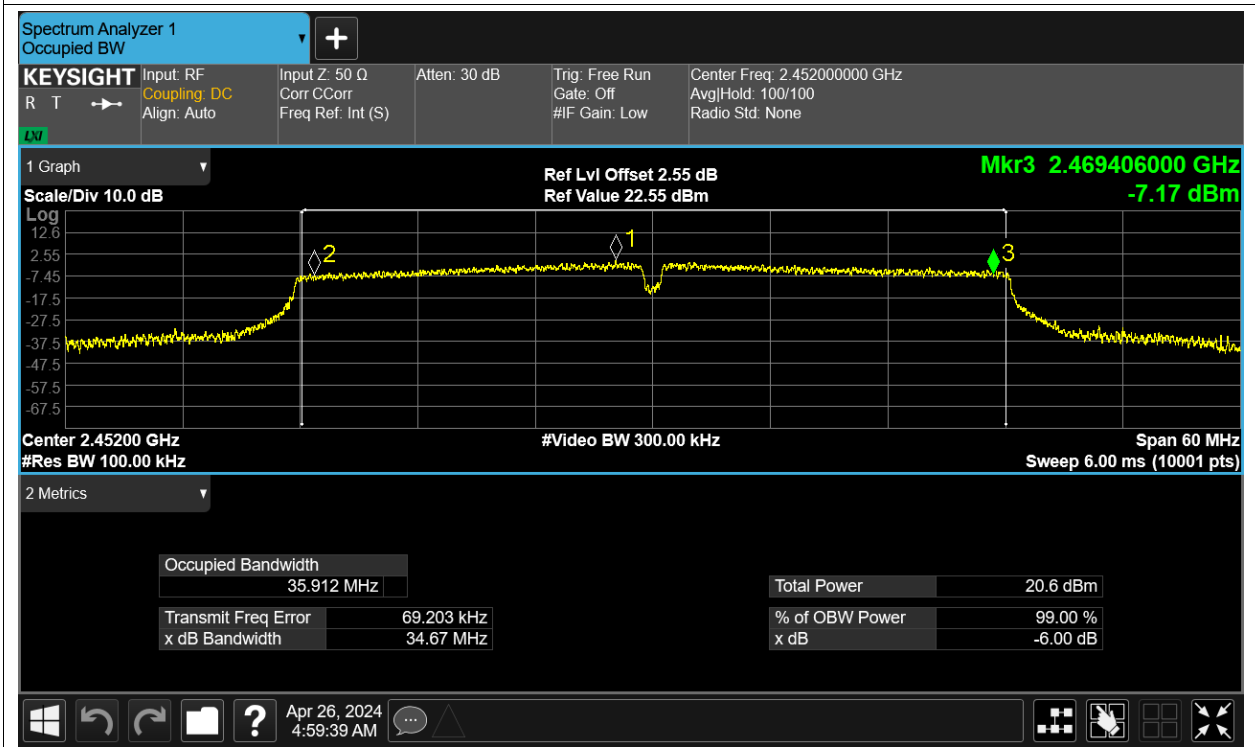 Spectrum Analyzer 1
Occupied BW
KEYSIGHT
R T
LXI
Input: RF
Coupling: DC
Align: Auto
Input Z: 50 Ω
Corr CCorr
Freq Ref: Int (S)
Atten: 30 dB
Trig: Free Run
Gate: Off
#IF Gain: Low
Center Freq: 2.452000000 GHz
Avg|Hold: 100/100
Radio Std: None
1 Graph
Scale/Div 10.0 dB
Ref Lvl Offset 2.55 dB
Ref Value 22.55 dBm
Mkr3 2.469406000 GHz
-7.17 dBm
Log
12.6
2.55
-7.45
-17.5
-27.5
-37.5
-47.5
-57.5
-67.5
2
1
3
Center 2.45200 GHz
#Video BW 300.00 kHz
Span 60 MHz
#Res BW 100.00 kHz
Sweep 6.00 ms (10001 pts)
2 Metrics
Occupied Bandwidth
35.912 MHz
Total Power 20.6 dBm
Transmit Freq Error 69.203 kHz
% of OBW Power 99.00 %
x dB Bandwidth 34.67 MHz
x dB -6.00 dB
Apr 26, 2024
4:59:39 AM